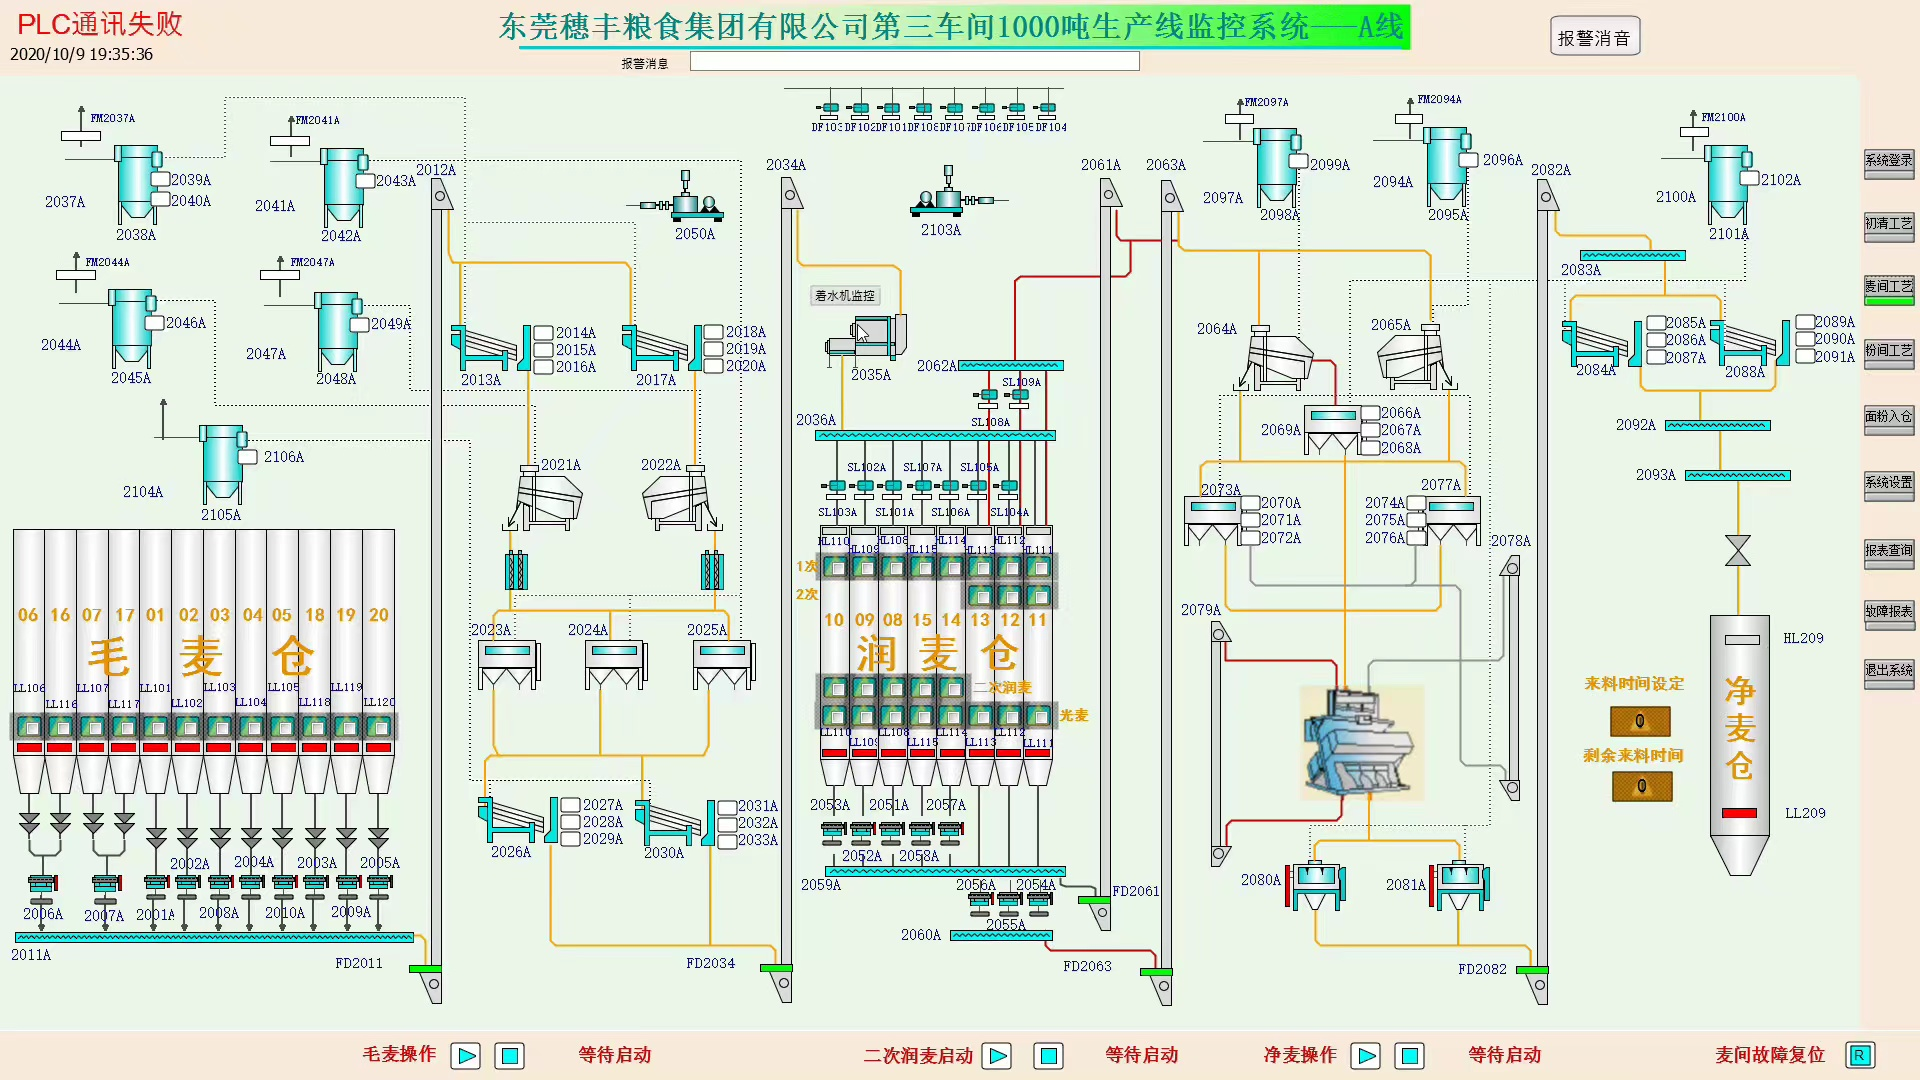 PLC通讯失败
2020/10/9 19:35:36
东莞穗丰粮食集团有限公司第三车间1000吨生产线监控系统——A线
报警消息
报警消音
DF103 DF102 DF101 DF108 DF107 DF106 DF105 DF104
FM2037A
FM2041A
FM2097A
FM2094A
FM2100A
2037A
2039A
2040A
2038A
2041A
2043A
2042A
2012A
2050A
2034A
2103A
2061A
2063A
2097A
2099A
2098A
2094A
2096A
2095A
2082A
2100A
2102A
2101A
2083A
FM2044A
FM2047A
2044A
2046A
2045A
2047A
2049A
2048A
2014A
2015A
2016A
2013A
2018A
2019A
2020A
2017A
着水机监控
2035A
2036A
2062A
SL109A
SL108A
2064A
2065A
2066A
2067A
2068A
2069A
2085A
2086A
2087A
2084A
2089A
2090A
2091A
2088A
2092A
2093A
2104A
2106A
2105A
2021A
2022A
SL102A SL107A SL105A
SL103A SL101A SL106A SL104A
2073A
2070A
2071A
2072A
2077A
2074A
2075A
2076A
2078A
2079A
HL110 HL109 HL108 HL115 HL114 HL113 HL112 HL111
1次
2次
06 16 07 17 01 02 03 04 05 18 19 20
毛麦仓
LL106 LL116 LL107 LL117 LL101 LL102 LL103 LL104 LL105 LL118 LL119 LL120
2023A
2024A
2025A
10 09 08 15 14 13 12 11
润麦仓
二次润麦
光麦
LL110 LL109 LL108 LL115 LL114 LL113 LL112 LL111
来料时间设定
0
剩余来料时间
0
净麦仓
HL209
LL209
2027A
2028A
2029A
2026A
2031A
2032A
2033A
2030A
2053A 2051A 2057A
2052A 2058A
2059A
2056A 2054A
2055A
2060A
FD2061
FD2063
2080A
2081A
FD2082
2002A 2004A 2003A 2005A
2006A 2007A 2001A 2008A 2010A 2009A
2011A
FD2011
FD2034
系统登录
初清工艺
麦间工艺
粉间工艺
面粉入仓
系统设置
报表查询
故障报表
退出系统
毛麦操作 等待启动 二次润麦启动 等待启动 净麦操作 等待启动 麦间故障复位 R